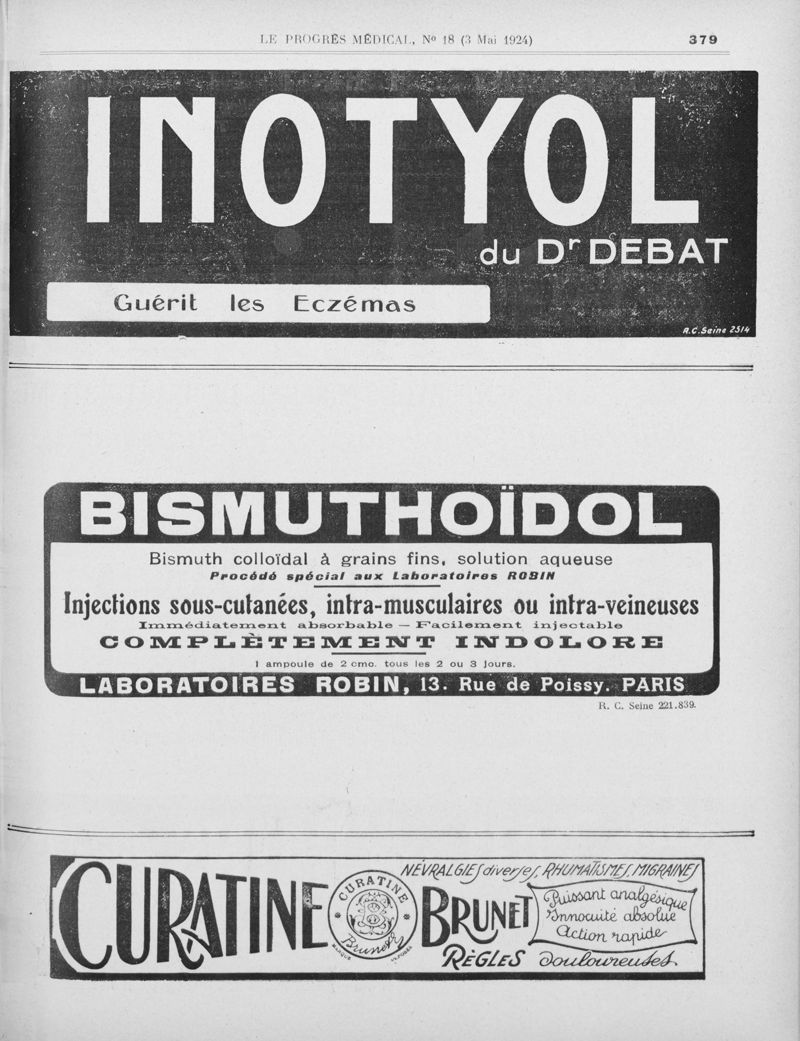 LE PROGRÈS MÉDICAL, No 18 (3 Mai 1924) 379
INOTYOL
du Dr DEBAT
Guérit les Eczémas
R.C. Seine 2514
BISMUTHOÏDOL
Bismuth colloïdal à grains fins, solution aqueuse
Procédé spécial aux Laboratoires ROBIN
Injections sous-cutanées, intra-musculaires ou intra-veineuses
Immédiatement absorbable — Facilement injectable
COMPLÈTEMENT INDOLORE
1 ampoule de 2 cmc. tous les 2 ou 3 jours.
LABORATOIRES ROBIN, 13. Rue de Poissy. PARIS
R. C. Seine 221.839.
NÉVRALGIES diverses, RHUMATISMES, MIGRAINES
CURATINE
CURATINE
Brunet
MARQUE DÉPOSÉE
BRUNET
Puissant analgésique
Innocuité absolue
Action rapide
RÈGLES douloureuses.